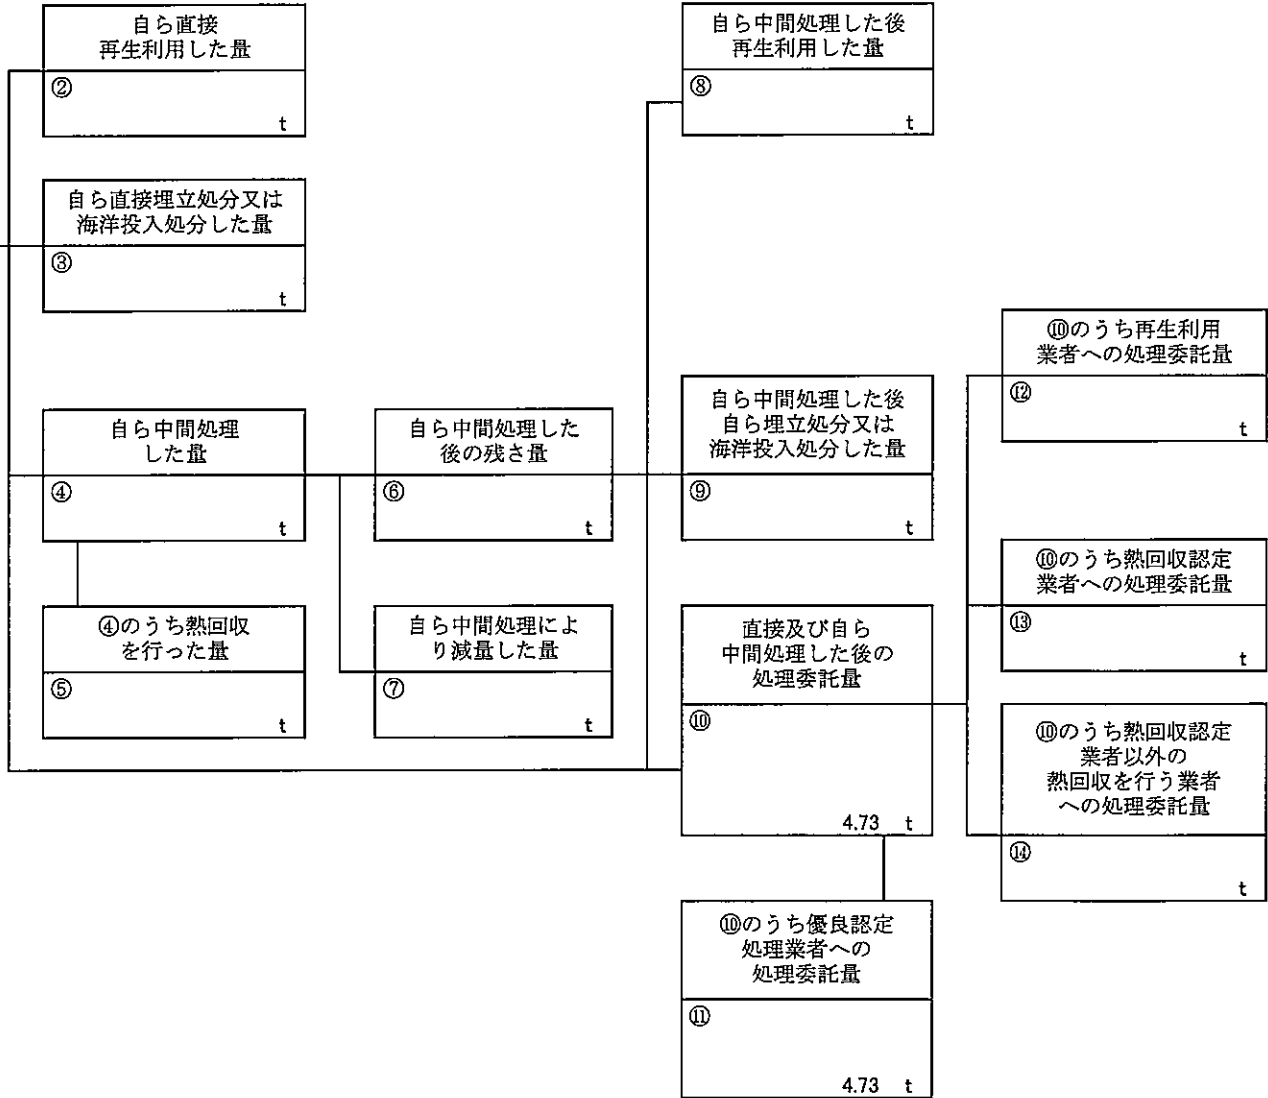 自ら直接
再生利用した量
②
t
自ら中間処理した後
再生利用した量
⑧
t
自ら直接埋立処分又は
海洋投入処分した量
③
t
⑩のうち再生利用
業者への処理委託量
⑫
t
自ら中間処理
した量
④
t
自ら中間処理した
後の残さ量
⑥
t
自ら中間処理した後
自ら埋立処分又は
海洋投入処分した量
⑨
t
⑩のうち熱回収認定
業者への処理委託量
⑬
t
④のうち熱回収
を行った量
⑤
t
自ら中間処理によ
り減量した量
⑦
t
直接及び自ら
中間処理した後の
処理委託量
⑩
4.73 t
⑩のうち熱回収認定
業者以外の
熱回収を行う業者
への処理委託量
⑭
t
⑩のうち優良認定
処理業者への
処理委託量
⑪
4.73 t